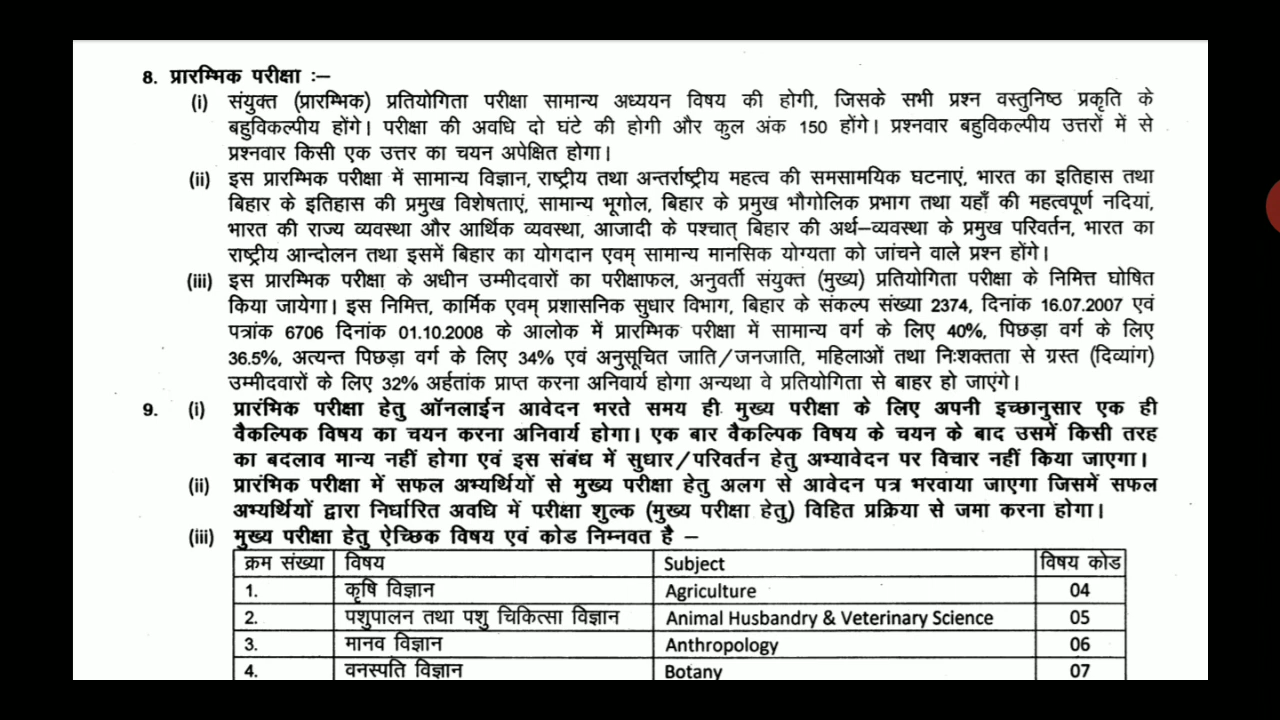 8. प्रारम्भिक परीक्षा :–
(i) संयुक्त (प्रारम्भिक) प्रतियोगिता परीक्षा सामान्य अध्ययन विषय की होगी, जिसके सभी प्रश्न वस्तुनिष्ठ प्रकृति के
बहुविकल्पीय होंगे। परीक्षा की अवधि दो घंटे की होगी और कुल अंक 150 होंगे। प्रश्नवार बहुविकल्पीय उत्तरों में से
प्रश्नवार किसी एक उत्तर का चयन अपेक्षित होगा।
(ii) इस प्रारम्भिक परीक्षा में सामान्य विज्ञान, राष्ट्रीय तथा अन्तर्राष्ट्रीय महत्व की समसामयिक घटनाएं, भारत का इतिहास तथा
बिहार के इतिहास की प्रमुख विशेषताएं, सामान्य भूगोल, बिहार के प्रमुख भौगोलिक प्रभाग तथा यहाँ की महत्वपूर्ण नदियां,
भारत की राज्य व्यवस्था और आर्थिक व्यवस्था, आजादी के पश्चात् बिहार की अर्थ–व्यवस्था के प्रमुख परिवर्तन, भारत का
राष्ट्रीय आन्दोलन तथा इसमें बिहार का योगदान एवम् सामान्य मानसिक योग्यता को जांचने वाले प्रश्न होंगे।
(iii) इस प्रारम्भिक परीक्षा के अधीन उम्मीदवारों का परीक्षाफल, अनुवर्ती संयुक्त (मुख्य) प्रतियोगिता परीक्षा के निमित्त घोषित
किया जायेगा। इस निमित्त, कार्मिक एवम् प्रशासनिक सुधार विभाग, बिहार के संकल्प संख्या 2374, दिनांक 16.07.2007 एवं
पत्रांक 6706 दिनांक 01.10.2008 के आलोक में प्रारम्भिक परीक्षा में सामान्य वर्ग के लिए 40%, पिछड़ा वर्ग के लिए
36.5%, अत्यन्त पिछड़ा वर्ग के लिए 34% एवं अनुसूचित जाति/जनजाति, महिलाओं तथा निःशक्तता से ग्रस्त (दिव्यांग)
उम्मीदवारों के लिए 32% अर्हतांक प्राप्त करना अनिवार्य होगा अन्यथा वे प्रतियोगिता से बाहर हो जाएंगे।
9. (i) प्रारंभिक परीक्षा हेतु ऑनलाईन आवेदन भरते समय ही मुख्य परीक्षा के लिए अपनी इच्छानुसार एक ही
वैकल्पिक विषय का चयन करना अनिवार्य होगा। एक बार वैकल्पिक विषय के चयन के बाद उसमें किसी तरह
का बदलाव मान्य नहीं होगा एवं इस संबंध में सुधार/परिवर्तन हेतु अभ्यावेदन पर विचार नहीं किया जाएगा।
(ii) प्रारंभिक परीक्षा में सफल अभ्यर्थियों से मुख्य परीक्षा हेतु अलग से आवेदन पत्र भरवाया जाएगा जिसमें सफल
अभ्यर्थियों द्वारा निर्धारित अवधि में परीक्षा शुल्क (मुख्य परीक्षा हेतु) विहित प्रक्रिया से जमा करना होगा।
(iii) मुख्य परीक्षा हेतु ऐच्छिक विषय एवं कोड निम्नवत है –
क्रम संख्या विषय Subject विषय कोड
1. कृषि विज्ञान Agriculture 04
2. पशुपालन तथा पशु चिकित्सा विज्ञान Animal Husbandry & Veterinary Science 05
3. मानव विज्ञान Anthropology 06
4. वनस्पति विज्ञान Botany 07